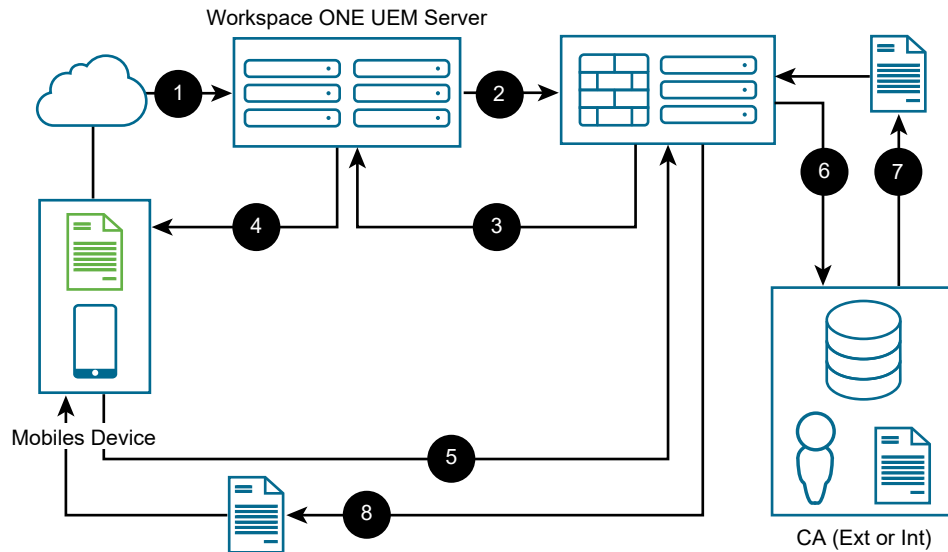 Workspace ONE UEM Server
1
2
6
7
4
3
Mobiles Device
5
8
CA (Ext or Int)